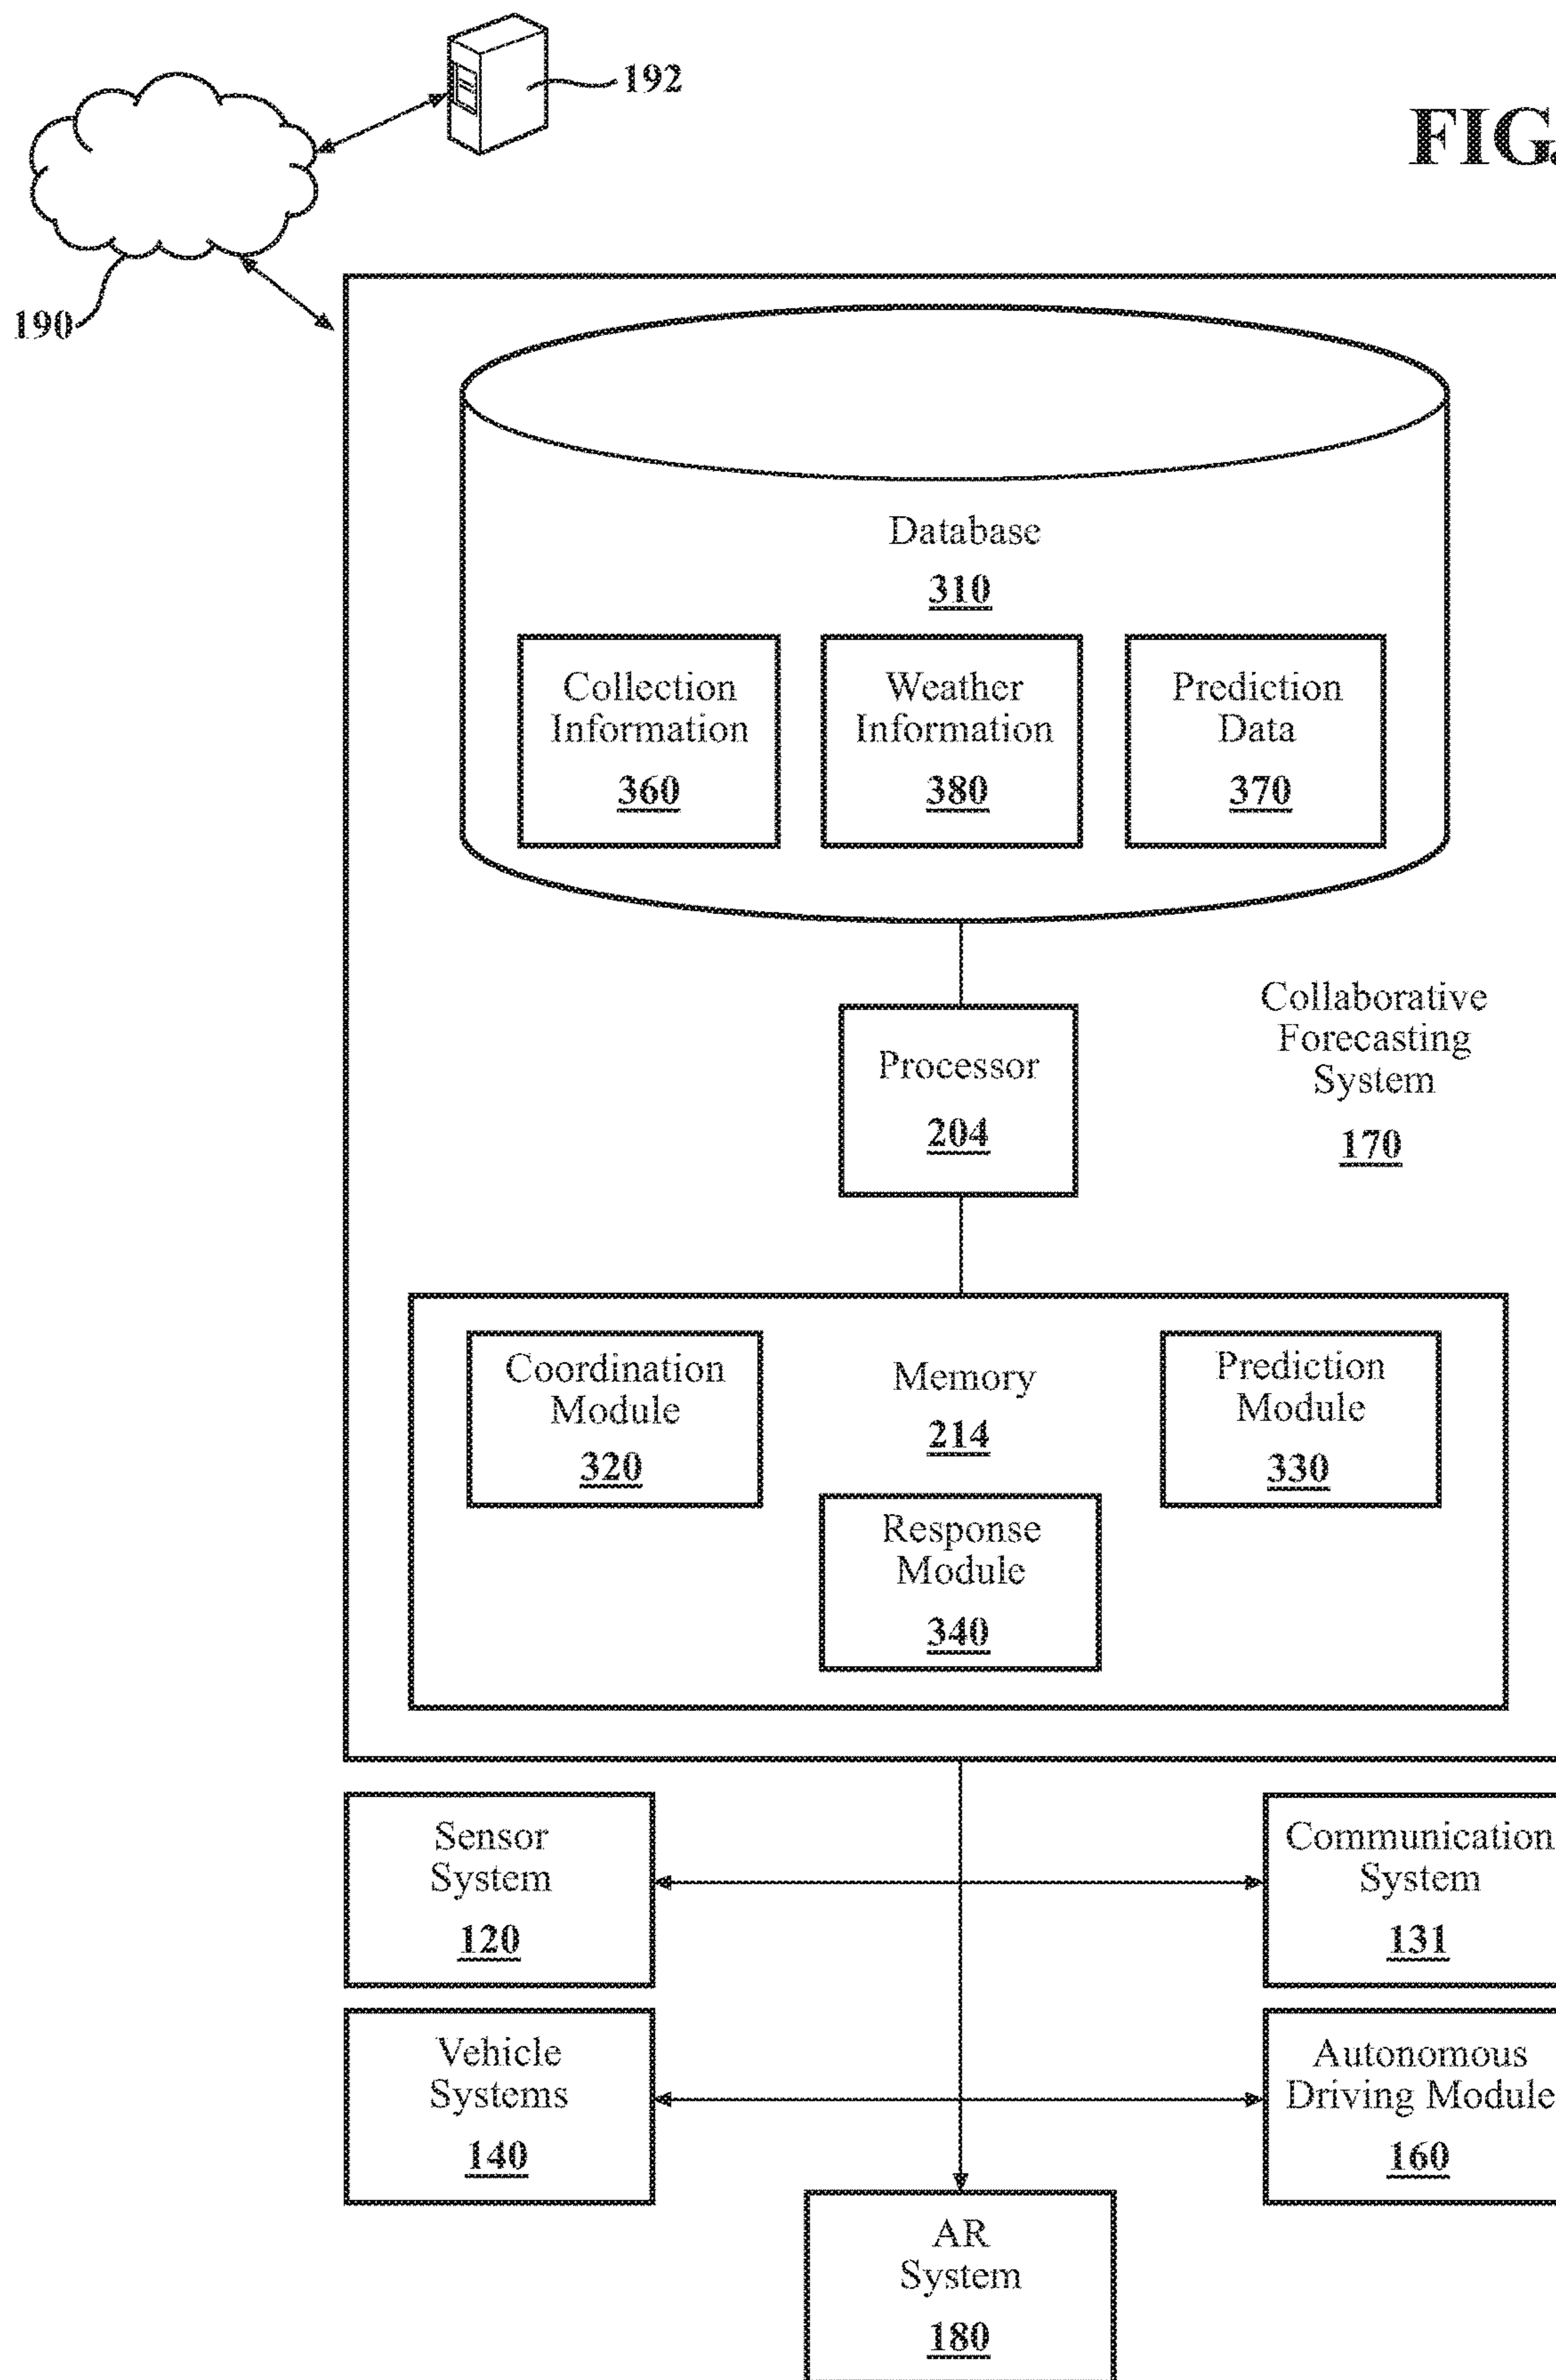 192
FIG.
190
Database
310
Collection
Information
360
Weather
Information
380
Prediction
Data
370
Collaborative
Forecasting
System
170
Processor
204
Coordination
Module
320
Memory
214
Prediction
Module
330
Response
Module
340
Sensor
System
120
Communication
System
131
Vehicle
Systems
140
Autonomous
Driving Module
160
AR
System
180